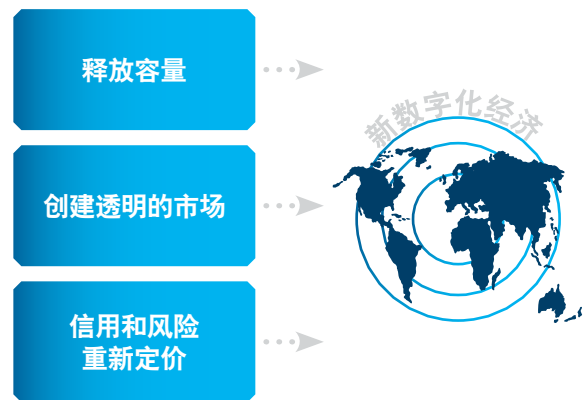 释放容量
创建透明的市场
信用和风险
重新定价
新数字化经济